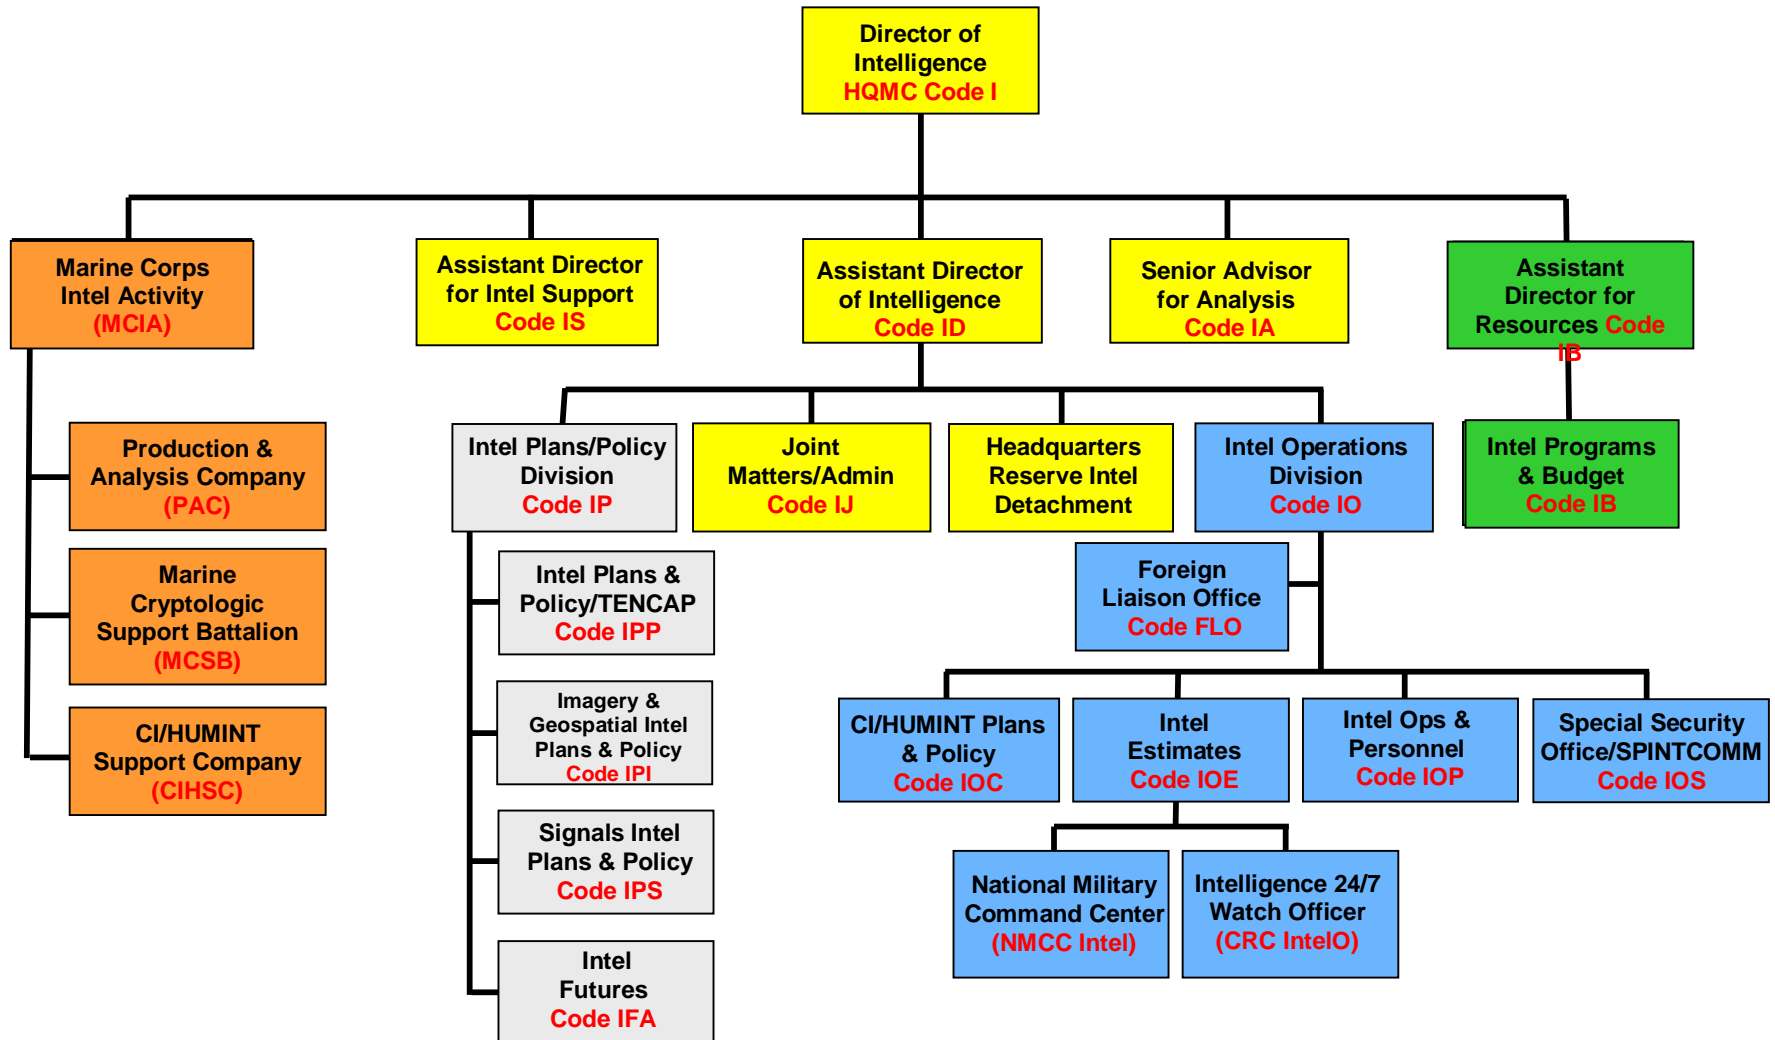 Director of
Intelligence
HQMC Code I
Marine Corps
Intel Activity
(MCIA)
Assistant Director
for Intel Support
Code IS
Assistant Director
of Intelligence
Code ID
Senior Advisor
for Analysis
Code IA
Assistant
Director for
Resources Code
IB
Production &
Analysis Company
(PAC)
Marine
Cryptologic
Support Battalion
(MCSB)
CI/HUMINT
Support Company
(CIHSC)
Intel Plans/Policy
Division
Code IP
Joint
Matters/Admin
Code IJ
Headquarters
Reserve Intel
Detachment
Intel Operations
Division
Code IO
Intel Programs
& Budget
Code IB
Intel Plans &
Policy/TENCAP
Code IPP
Imagery &
Geospatial Intel
Plans & Policy
Code IPI
Signals Intel
Plans & Policy
Code IPS
Intel
Futures
Code IFA
Foreign
Liaison Office
Code FLO
CI/HUMINT Plans
& Policy
Code IOC
Intel
Estimates
Code IOE
Intel Ops &
Personnel
Code IOP
Special Security
Office/SPINTCOMM
Code IOS
National Military
Command Center
(NMCC Intel)
Intelligence 24/7
Watch Officer
(CRC IntelO)